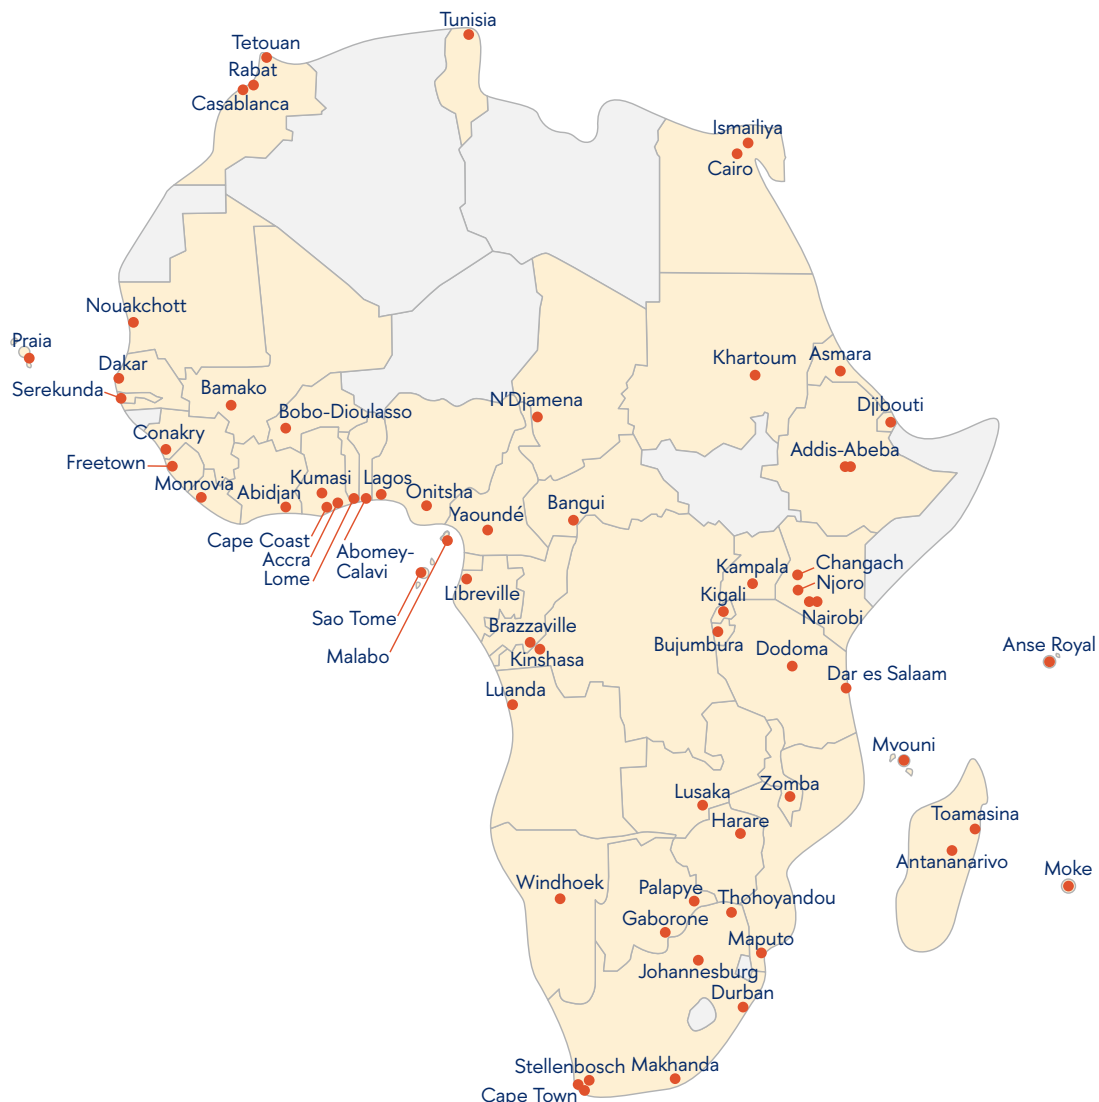 Tunisia
Tetouan
Rabat
Casablanca
Ismailiya
Cairo
Nouakchott
Praia
Dakar
Serekunda
Bamako
Bobo-Dioulasso
N'Djamena
Khartoum
Asmara
Djibouti
Conakry
Freetown
Monrovia
Abidjan
Kumasi
Lagos
Onitsha
Yaoundé
Bangui
Addis-Abeba
Cape Coast
Accra
Lome
Abomey-
Calavi
Sao Tome
Malabo
Libreville
Kampala
Changach
Njoro
Kigali
Nairobi
Brazzaville
Kinshasa
Bujumbura
Dodoma
Anse Royal
Dar es Salaam
Luanda
Mvouni
Lusaka
Zomba
Harare
Toamasina
Antananarivo
Moke
Windhoek
Palapye
Thohoyandou
Gaborone
Maputo
Johannesburg
Durban
Stellenbosch
Makhanda
Cape Town